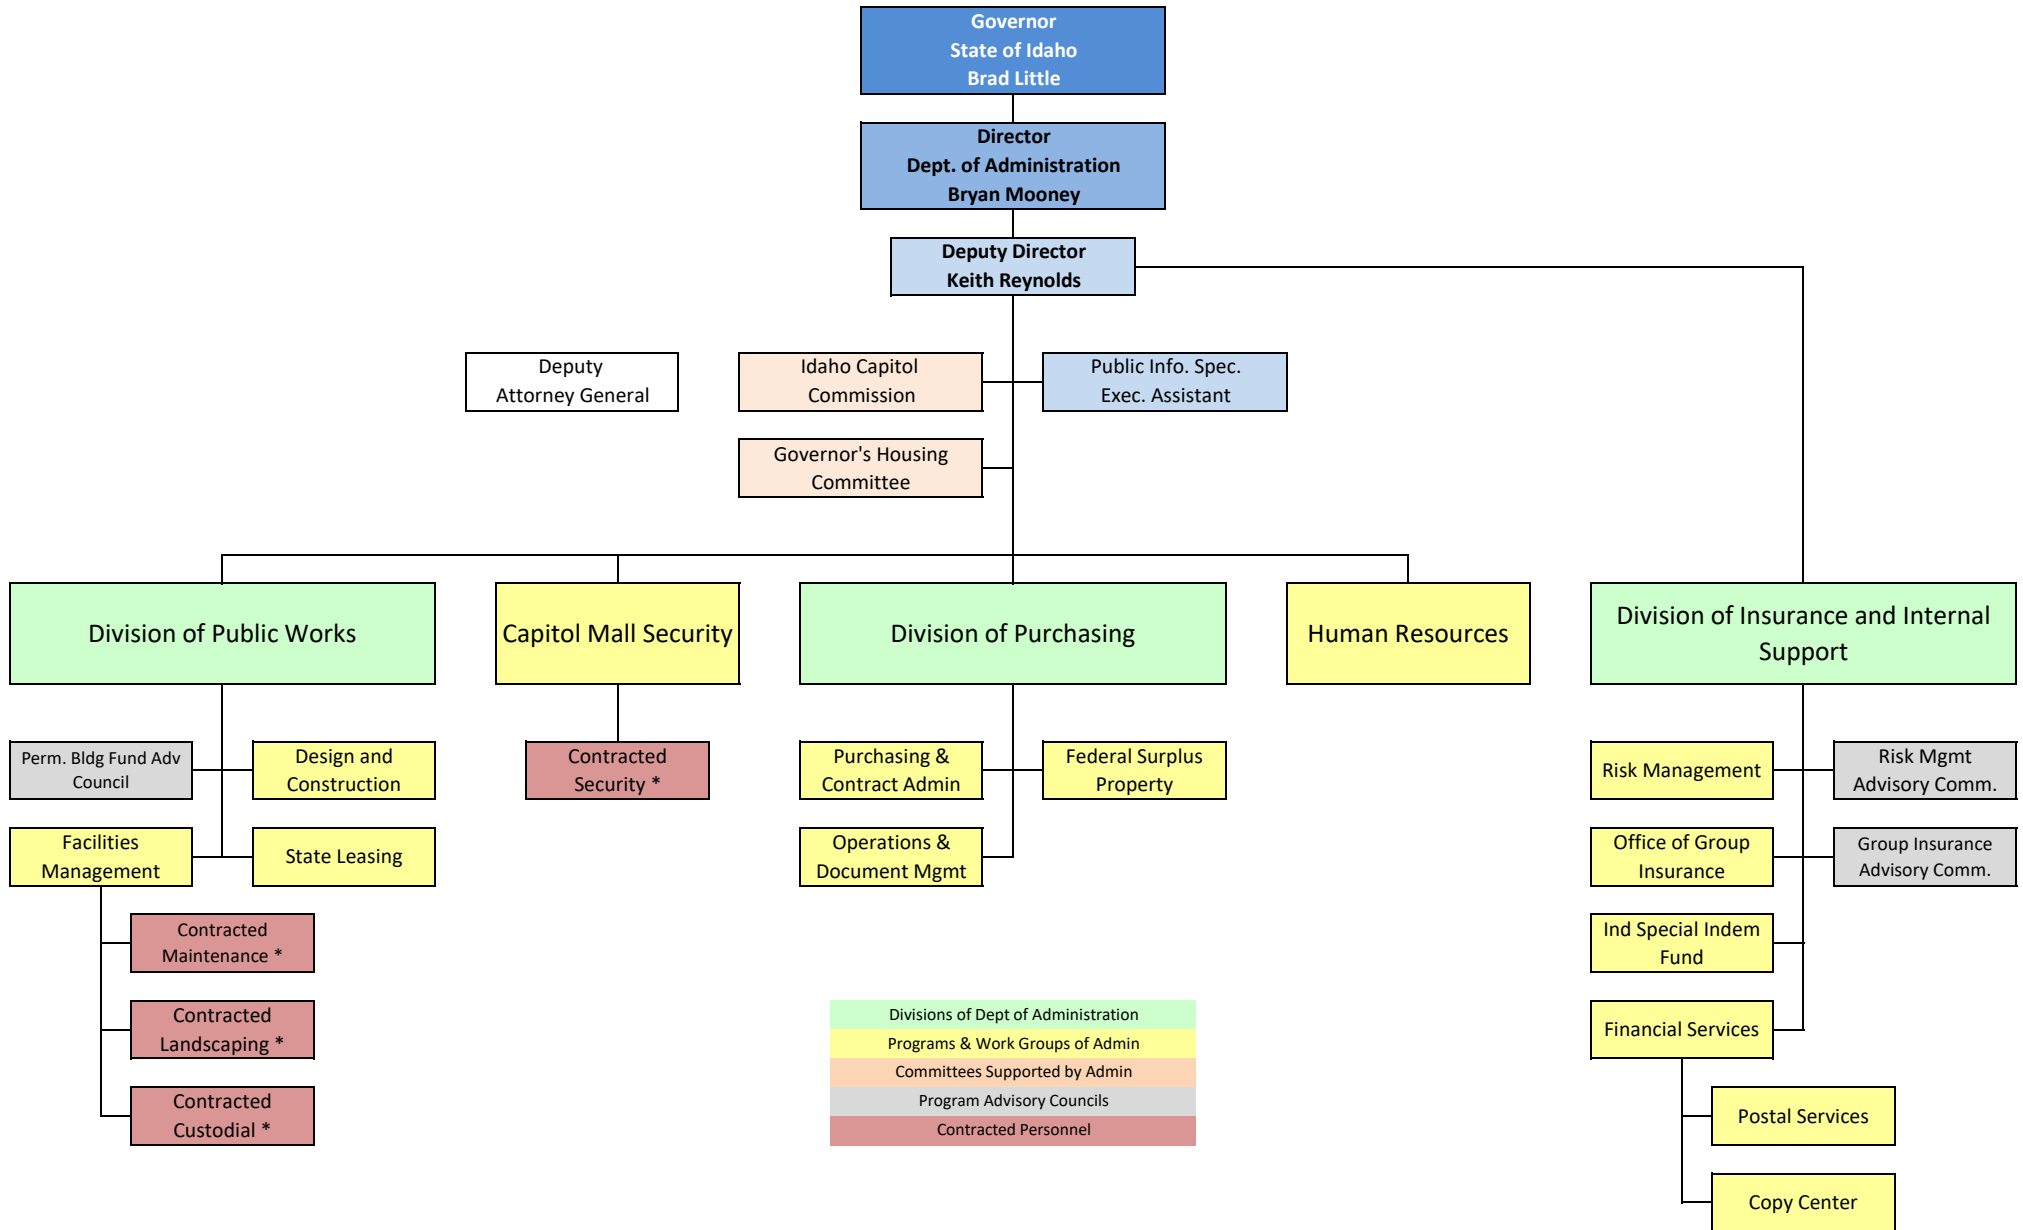 Governor
State of Idaho
Brad Little
Director
Dept. of Administration
Bryan Mooney
Deputy Director
Keith Reynolds
Deputy
Attorney General
Idaho Capitol
Commission
Public Info. Spec.
Exec. Assistant
Governor's Housing
Committee
Division of Public Works
Capitol Mall Security
Division of Purchasing
Human Resources
Division of Insurance and Internal
Support
Perm. Bldg Fund Adv
Council
Design and
Construction
Contracted
Security *
Purchasing &
Contract Admin
Federal Surplus
Property
Risk Management
Risk Mgmt
Advisory Comm.
Facilities
Management
State Leasing
Operations &
Document Mgmt
Office of Group
Insurance
Group Insurance
Advisory Comm.
Contracted
Maintenance *
Ind Special Indem
Fund
Contracted
Landscaping *
Financial Services
Contracted
Custodial *
Divisions of Dept of Administration
Programs & Work Groups of Admin
Committees Supported by Admin
Program Advisory Councils
Contracted Personnel
Postal Services
Copy Center